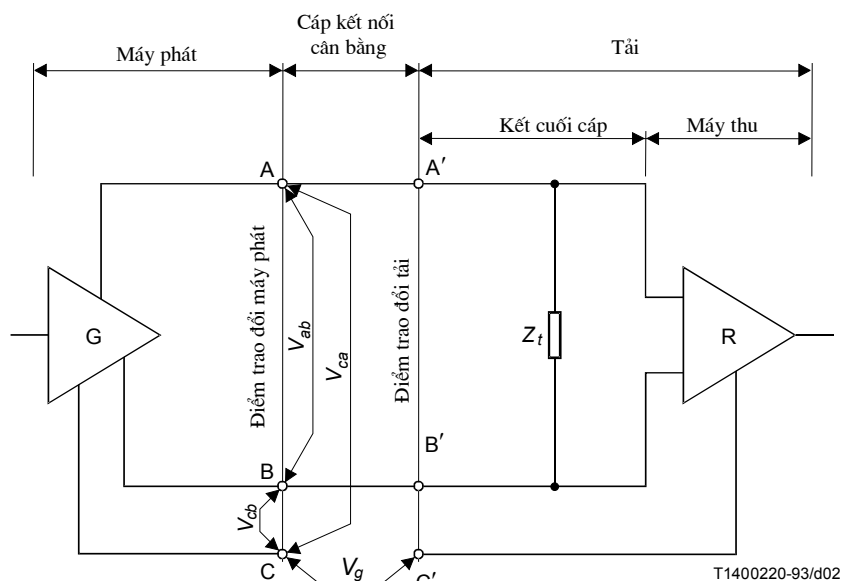 Cáp kết nối
cân bằng
Máy phát
Tải
Kết cuối cáp
Máy thu
A
A′
Điểm trao đổi máy phát
Vab
Vca
Điểm trao đổi tải
G
Zt
R
B
B′
Vcb
C
Vg
C′
T1400220-93/d02